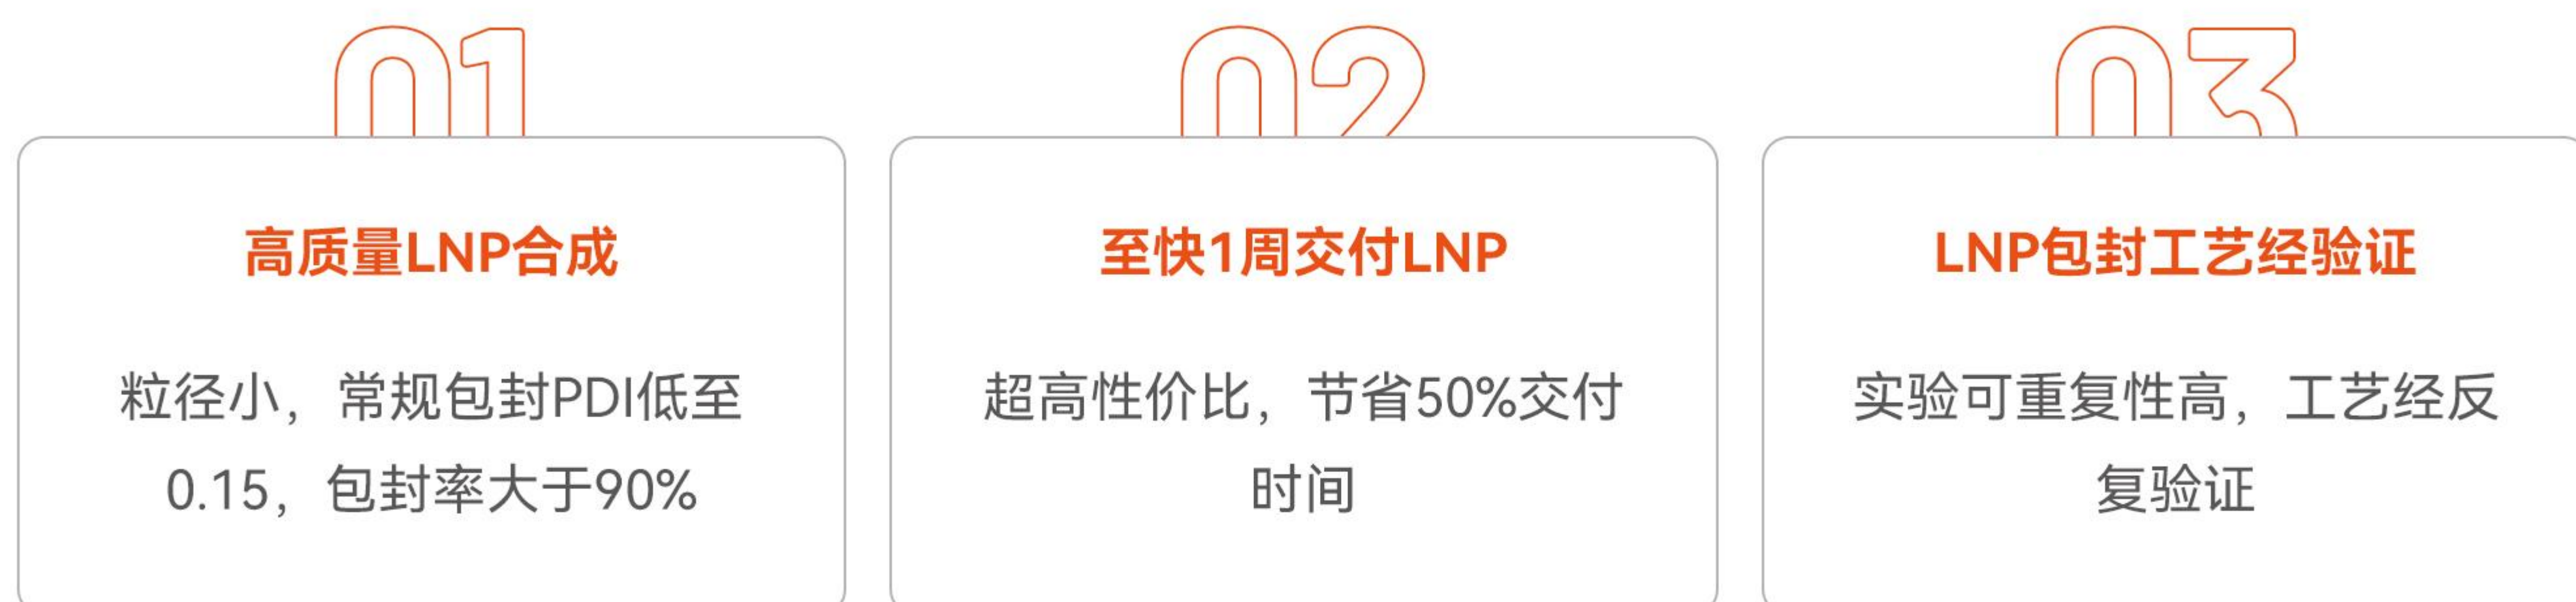 01
高质量LNP合成
粒径小，常规包封PDI低至
0.15，包封率大于90%
02
至快1周交付LNP
超高性价比，节省50%交付
时间
03
LNP包封工艺经验证
实验可重复性高，工艺经反
复验证